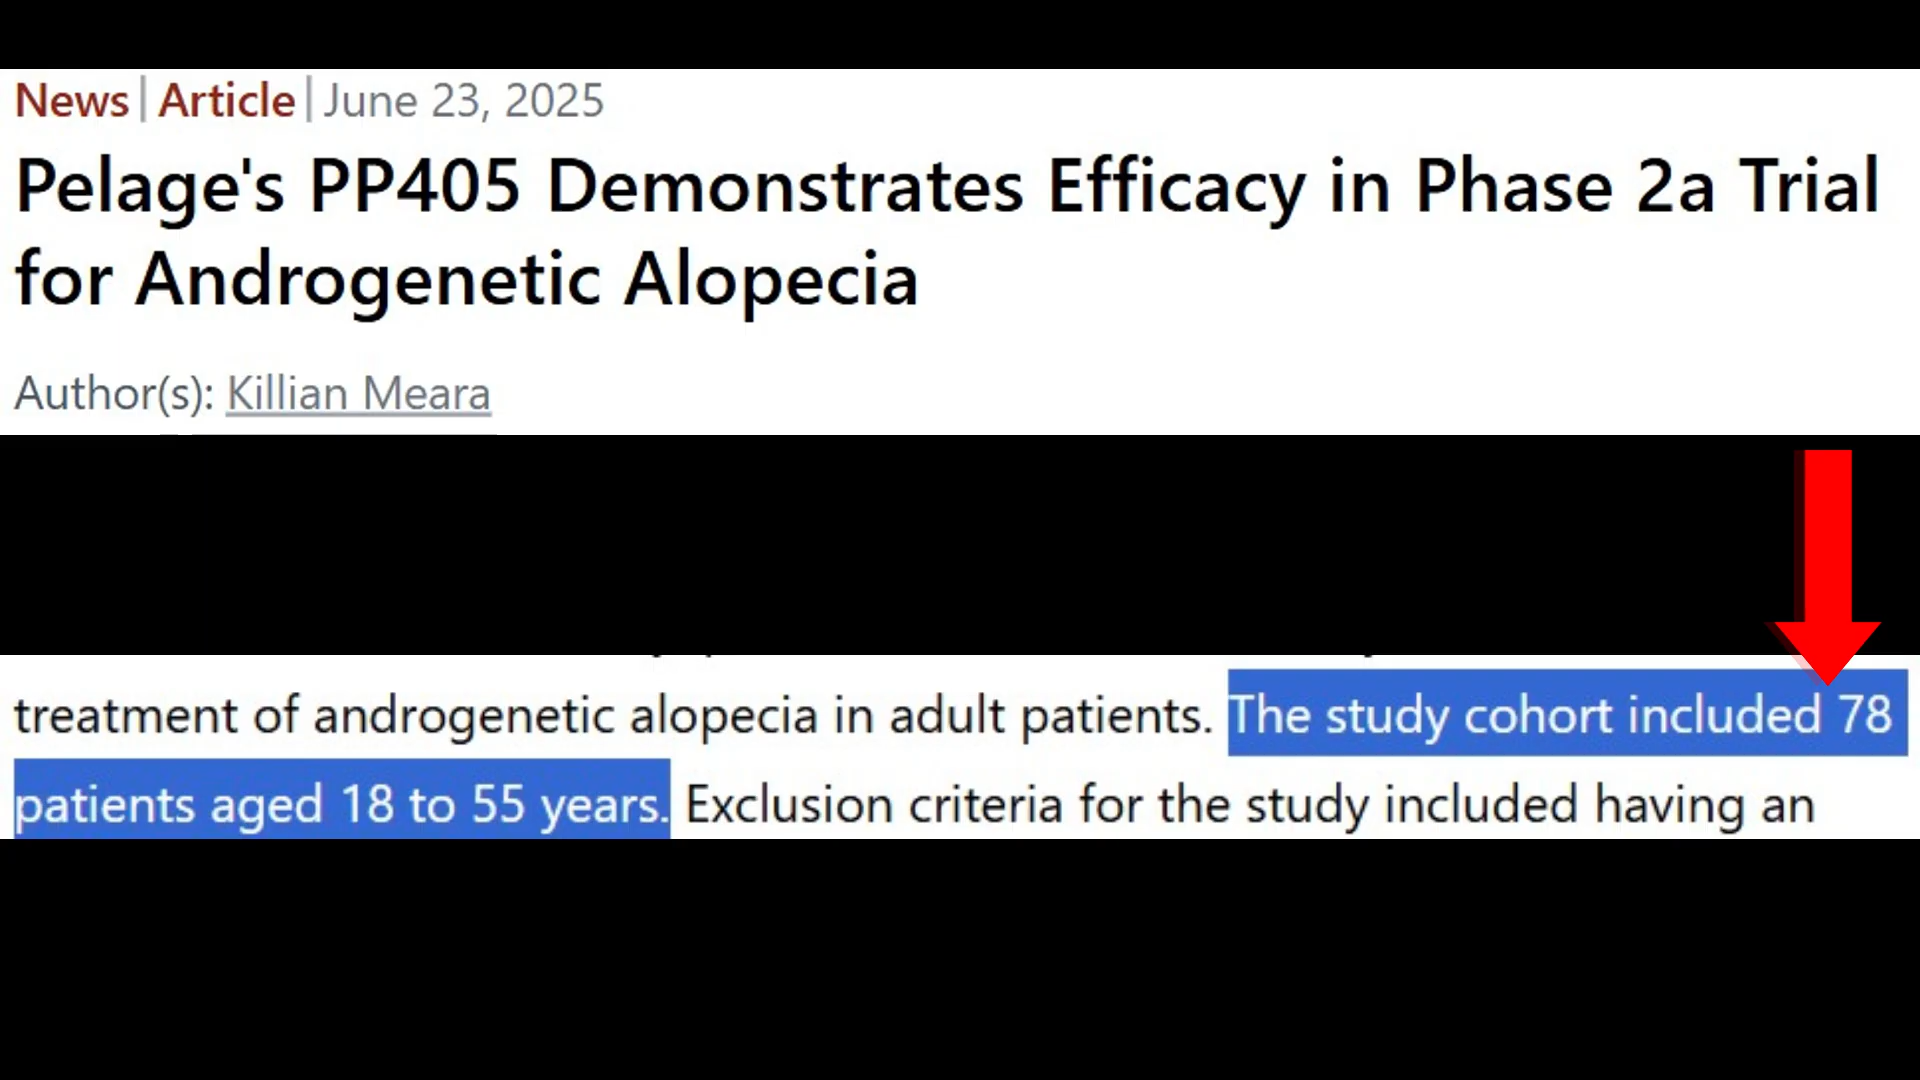 News | Article | June 23, 2025
Pelage's PP405 Demonstrates Efficacy in Phase 2a Trial
for Androgenetic Alopecia
Author(s): Killian Meara
treatment of androgenetic alopecia in adult patients. The study cohort included 78
patients aged 18 to 55 years. Exclusion criteria for the study included having an